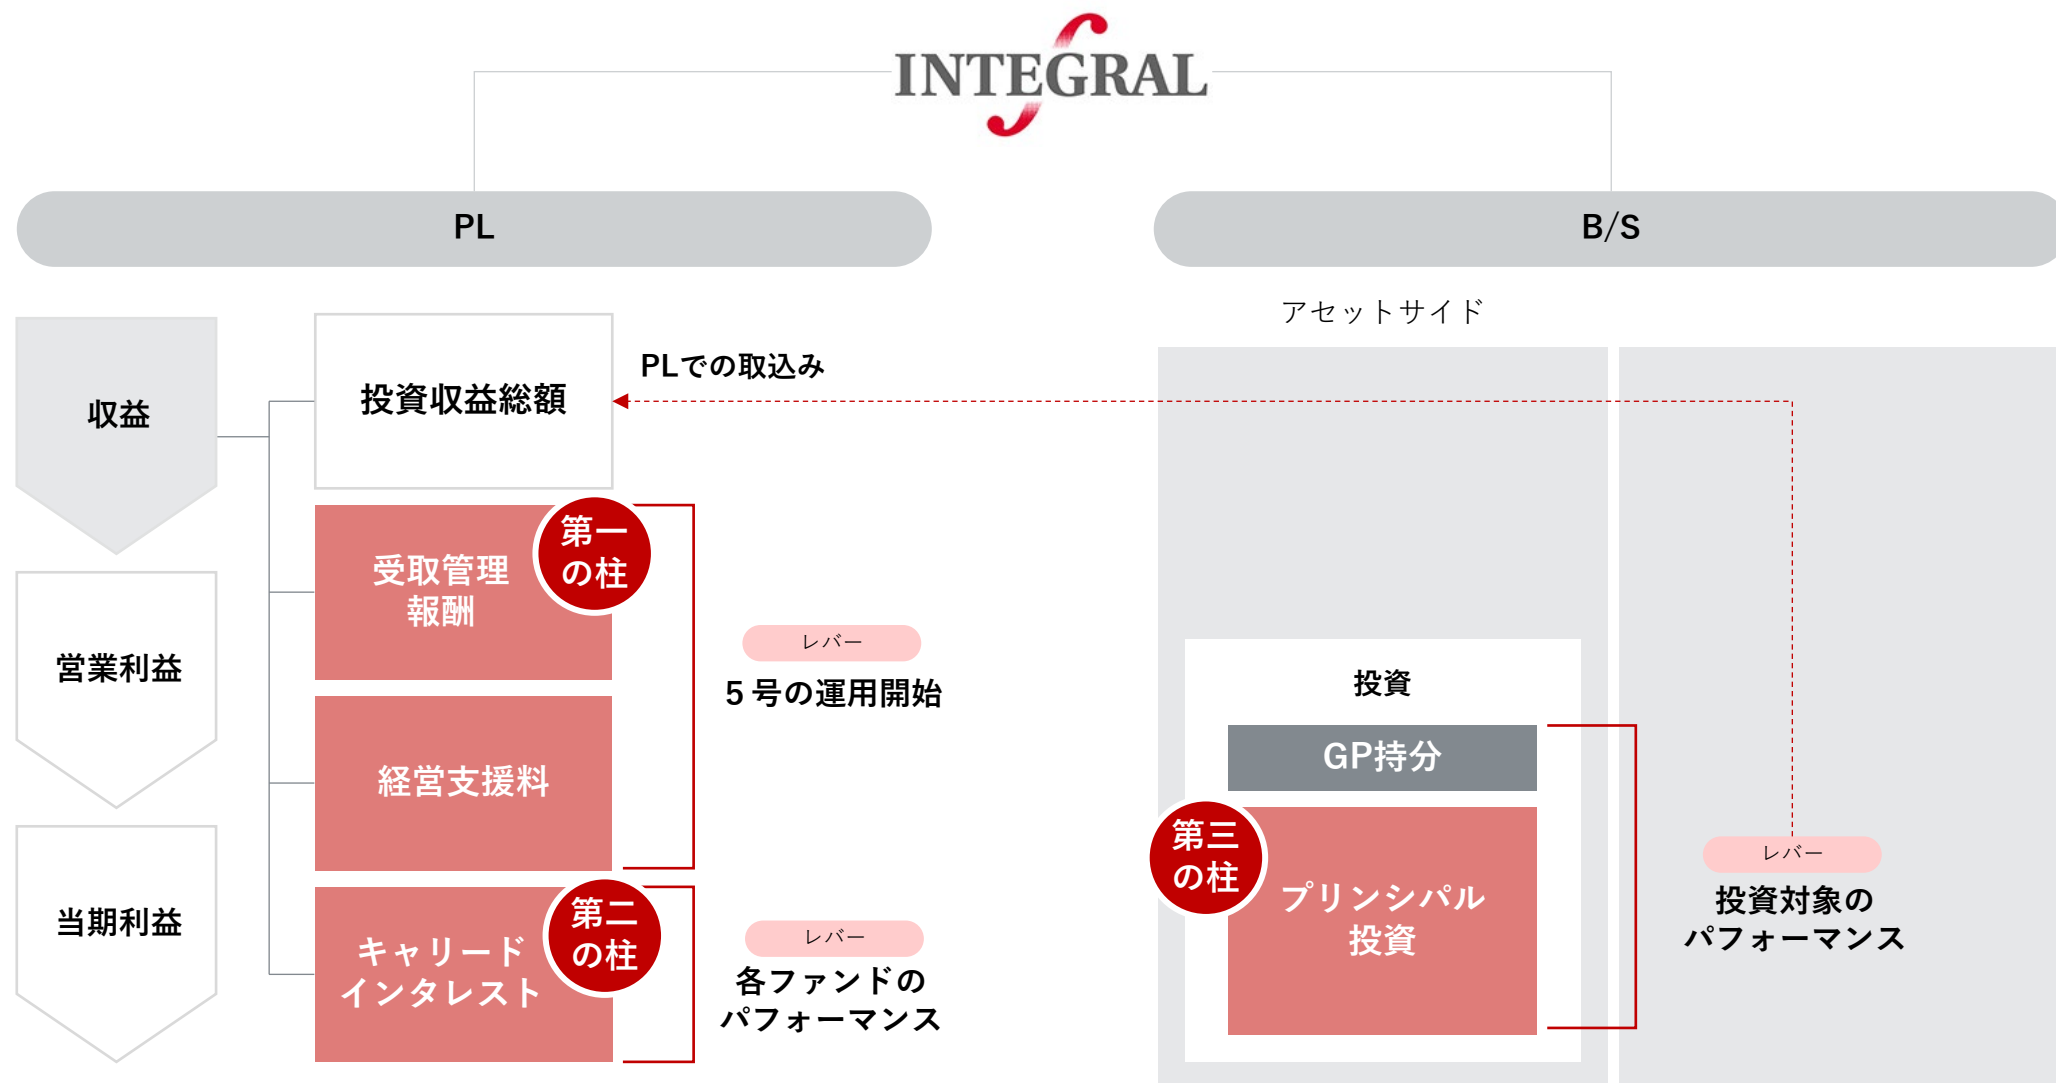 INTEGRAL
PL
B/S
アセットサイド
収益
営業利益
当期利益
投資収益総額
PLでの取込み
受取管理
報酬
第一
の柱
経営支援料
レバー
5号の運用開始
キャリード
インタレスト
第二
の柱
レバー
各ファンドの
パフォーマンス
投資
GP持分
第三
の柱
プリンシパル
投資
レバー
投資対象の
パフォーマンス